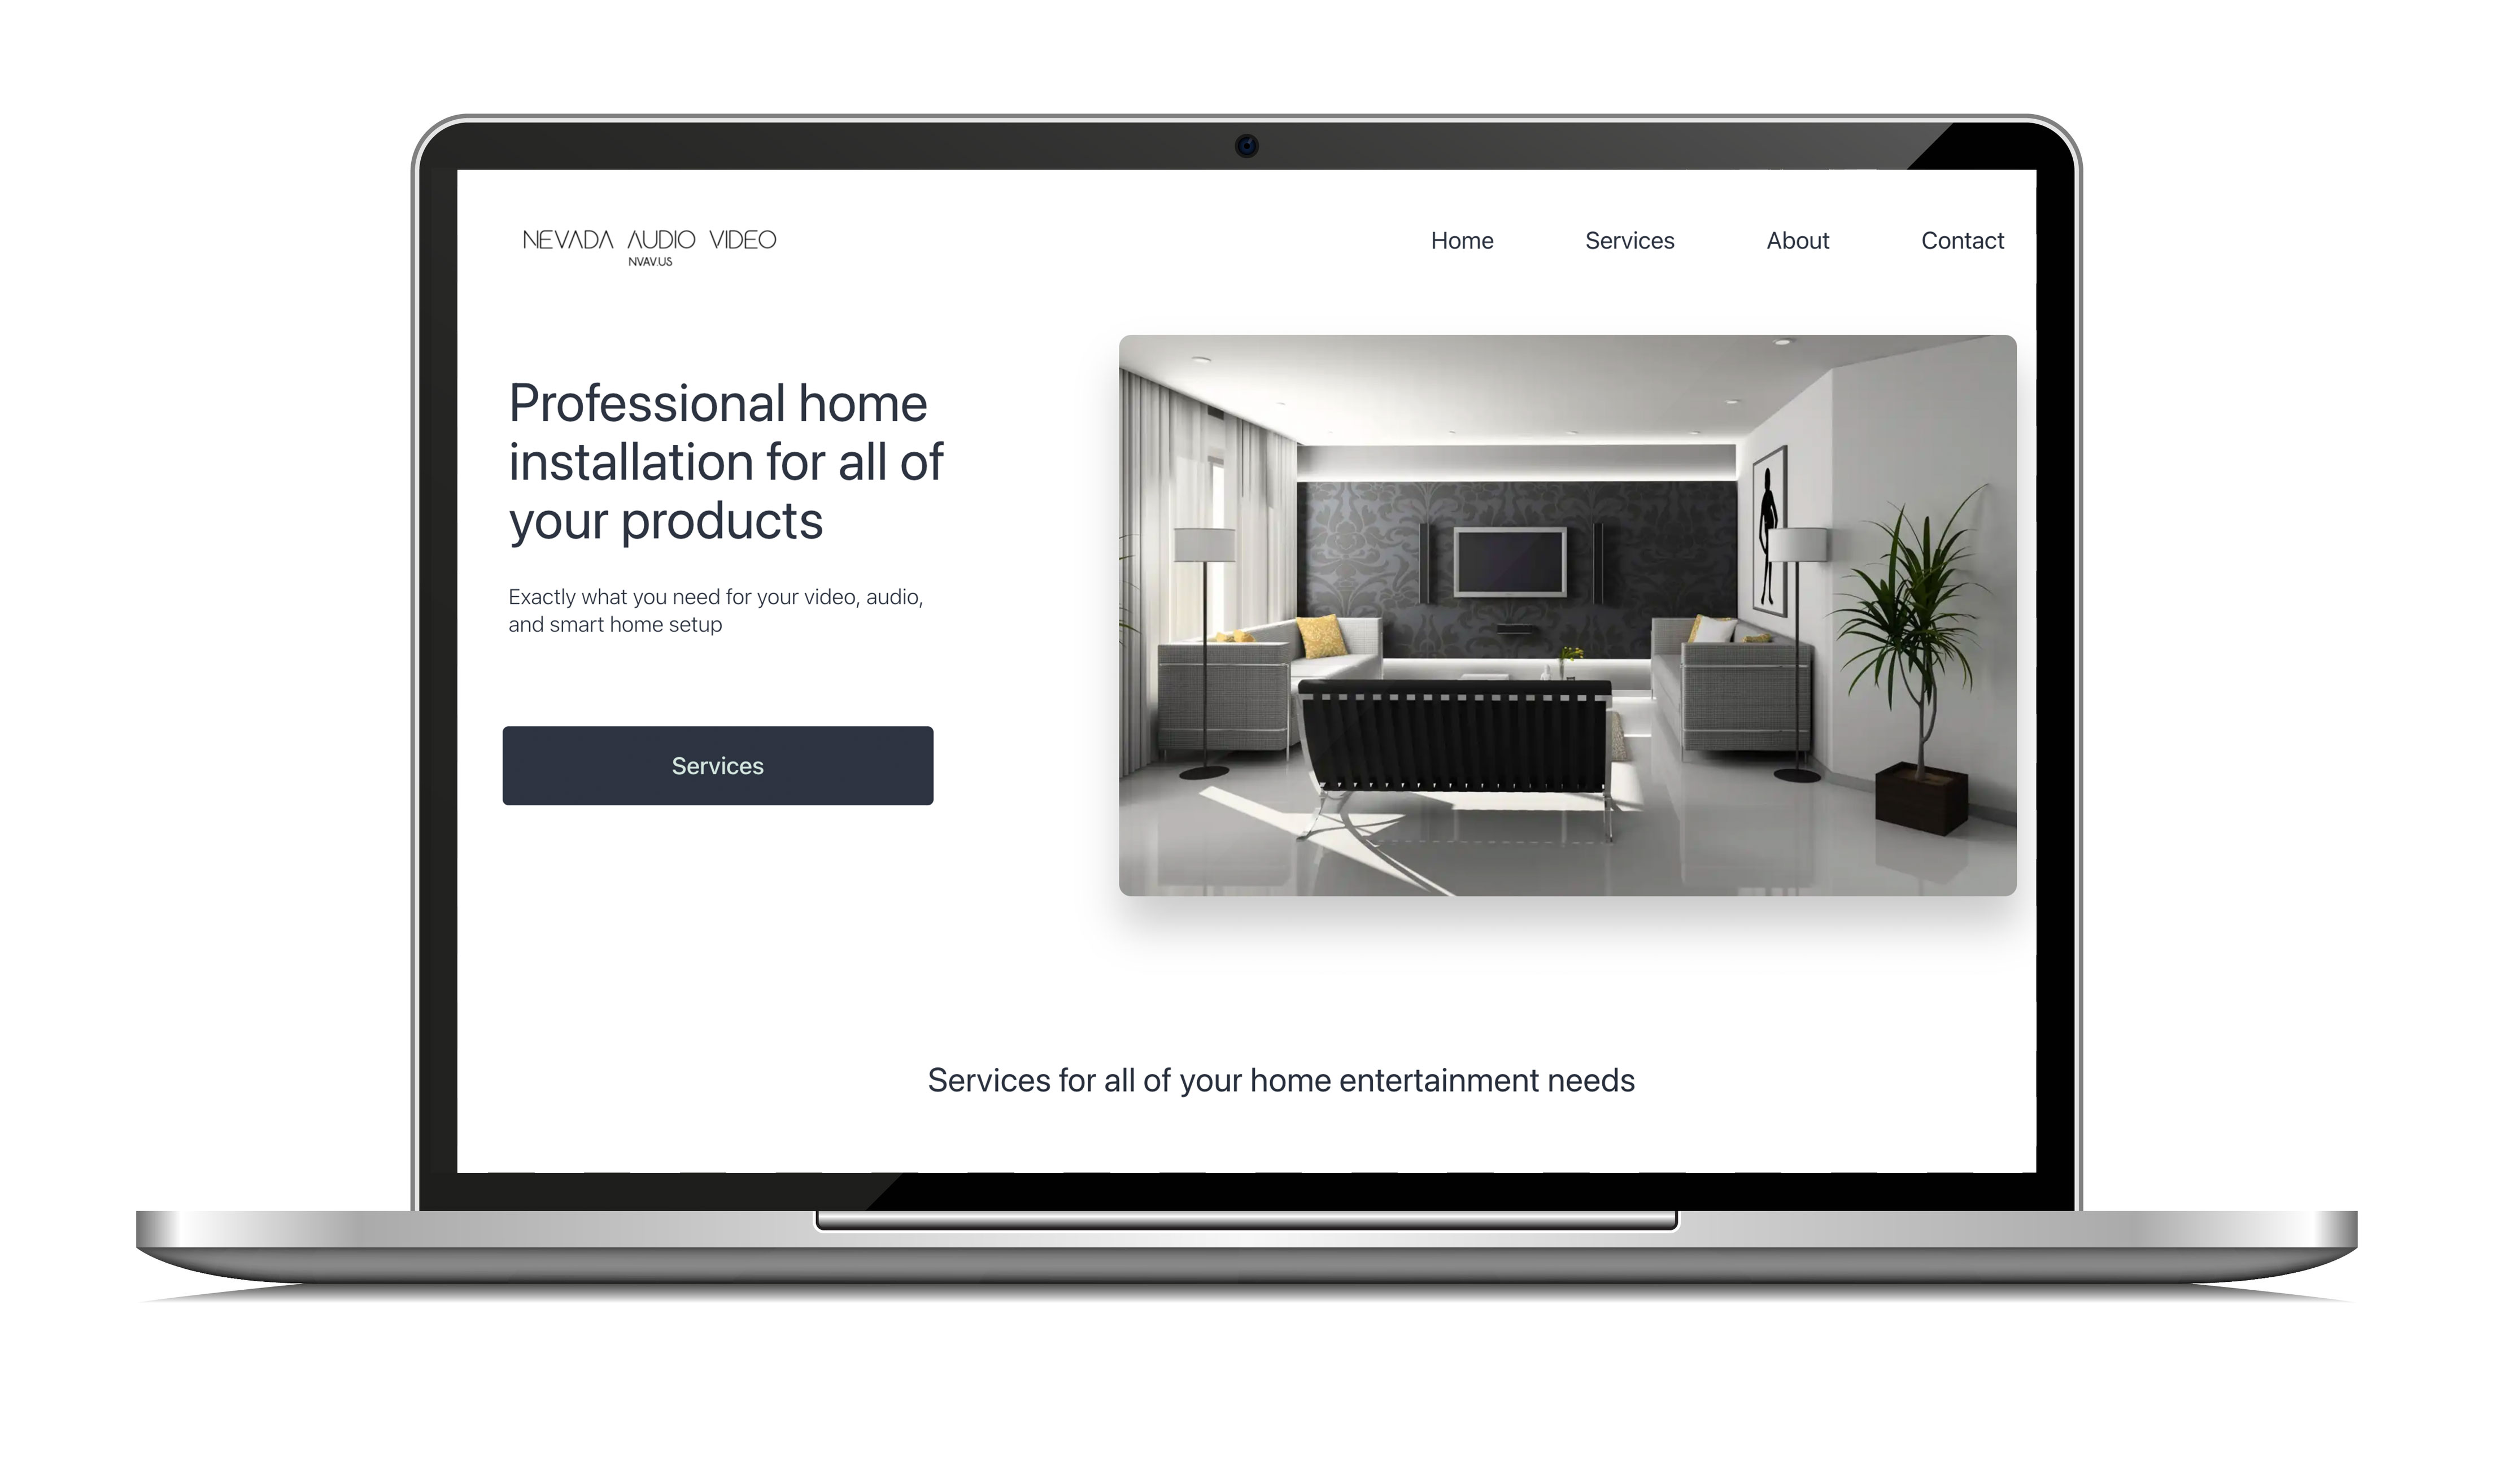 NEVADA AUDIO VIDEO
NVAV.US
Home Services About Contact
Professional home
installation for all of
your products
Exactly what you need for your video, audio,
and smart home setup
Services
Services for all of your home entertainment needs